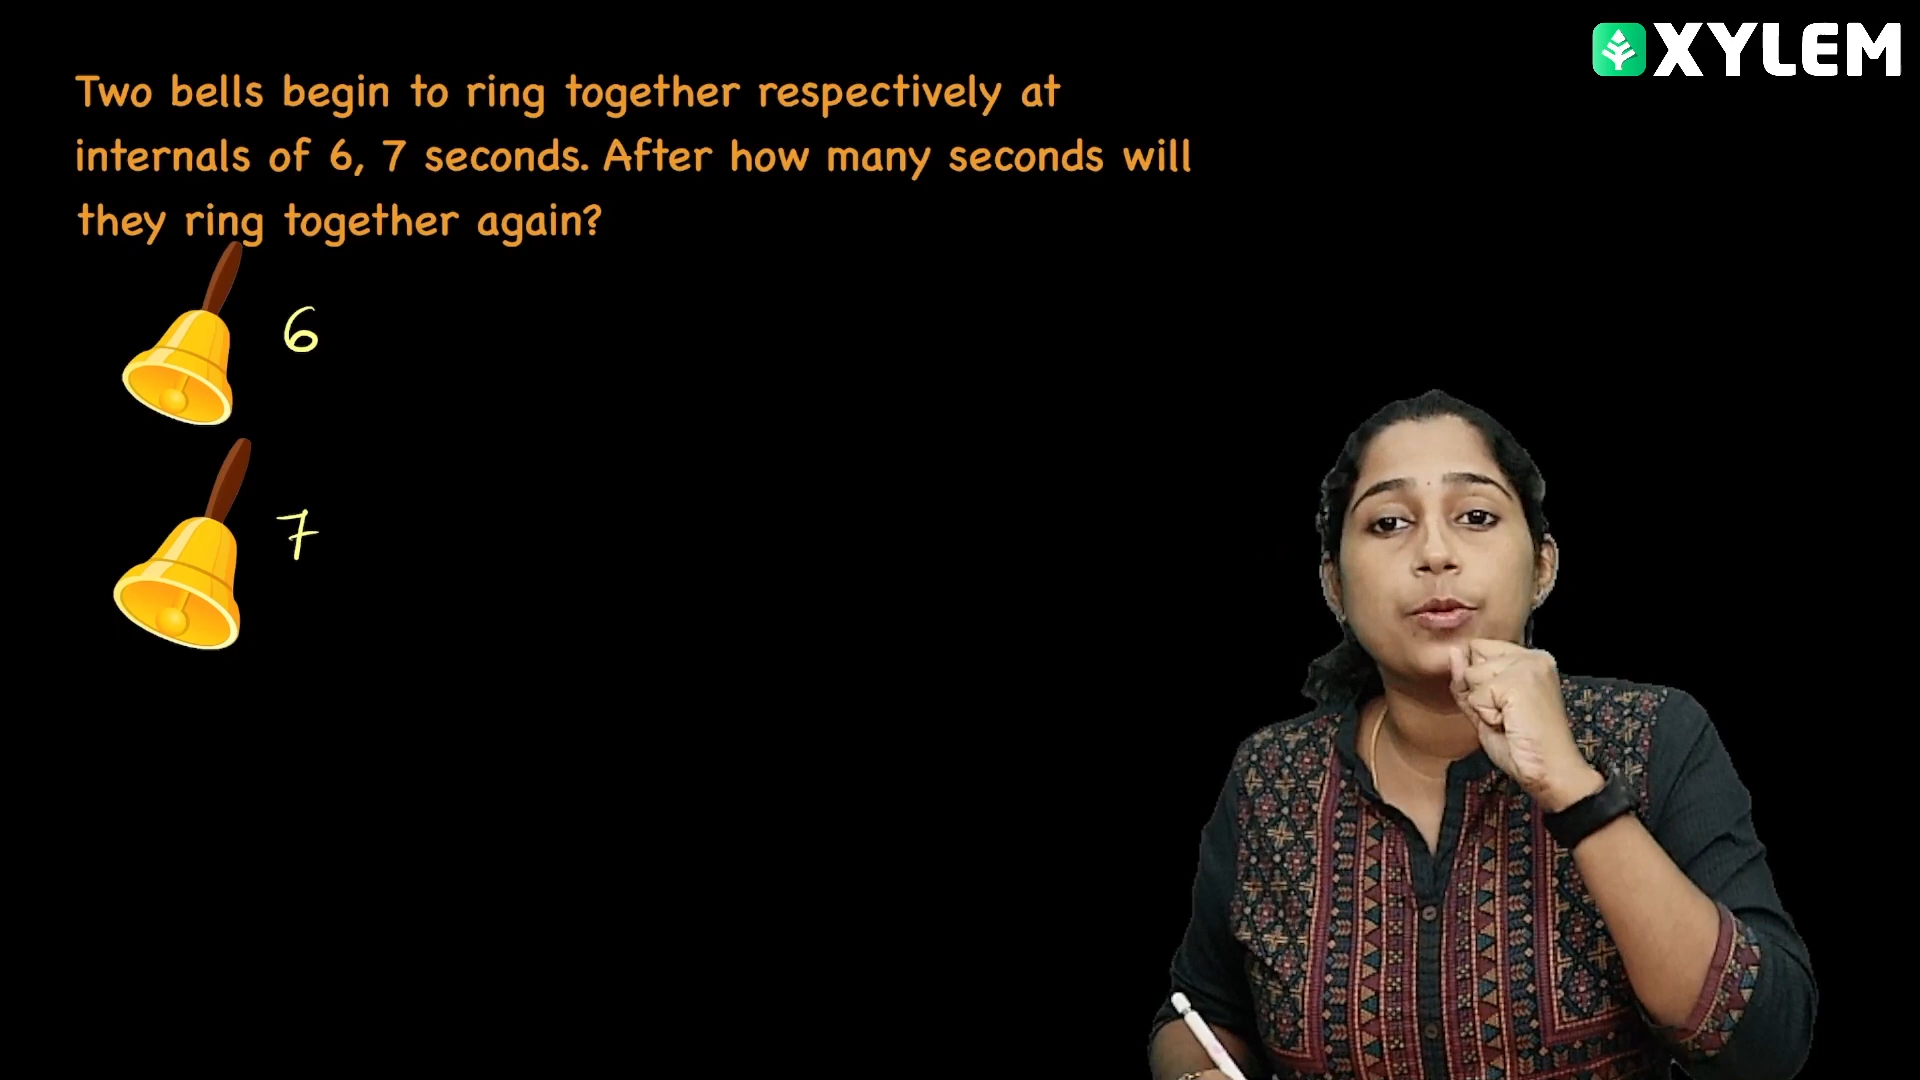 XYLEM
Two bells begin to ring together respectively at
internals of 6, 7 seconds. After how many seconds will
they ring together again?
6
7